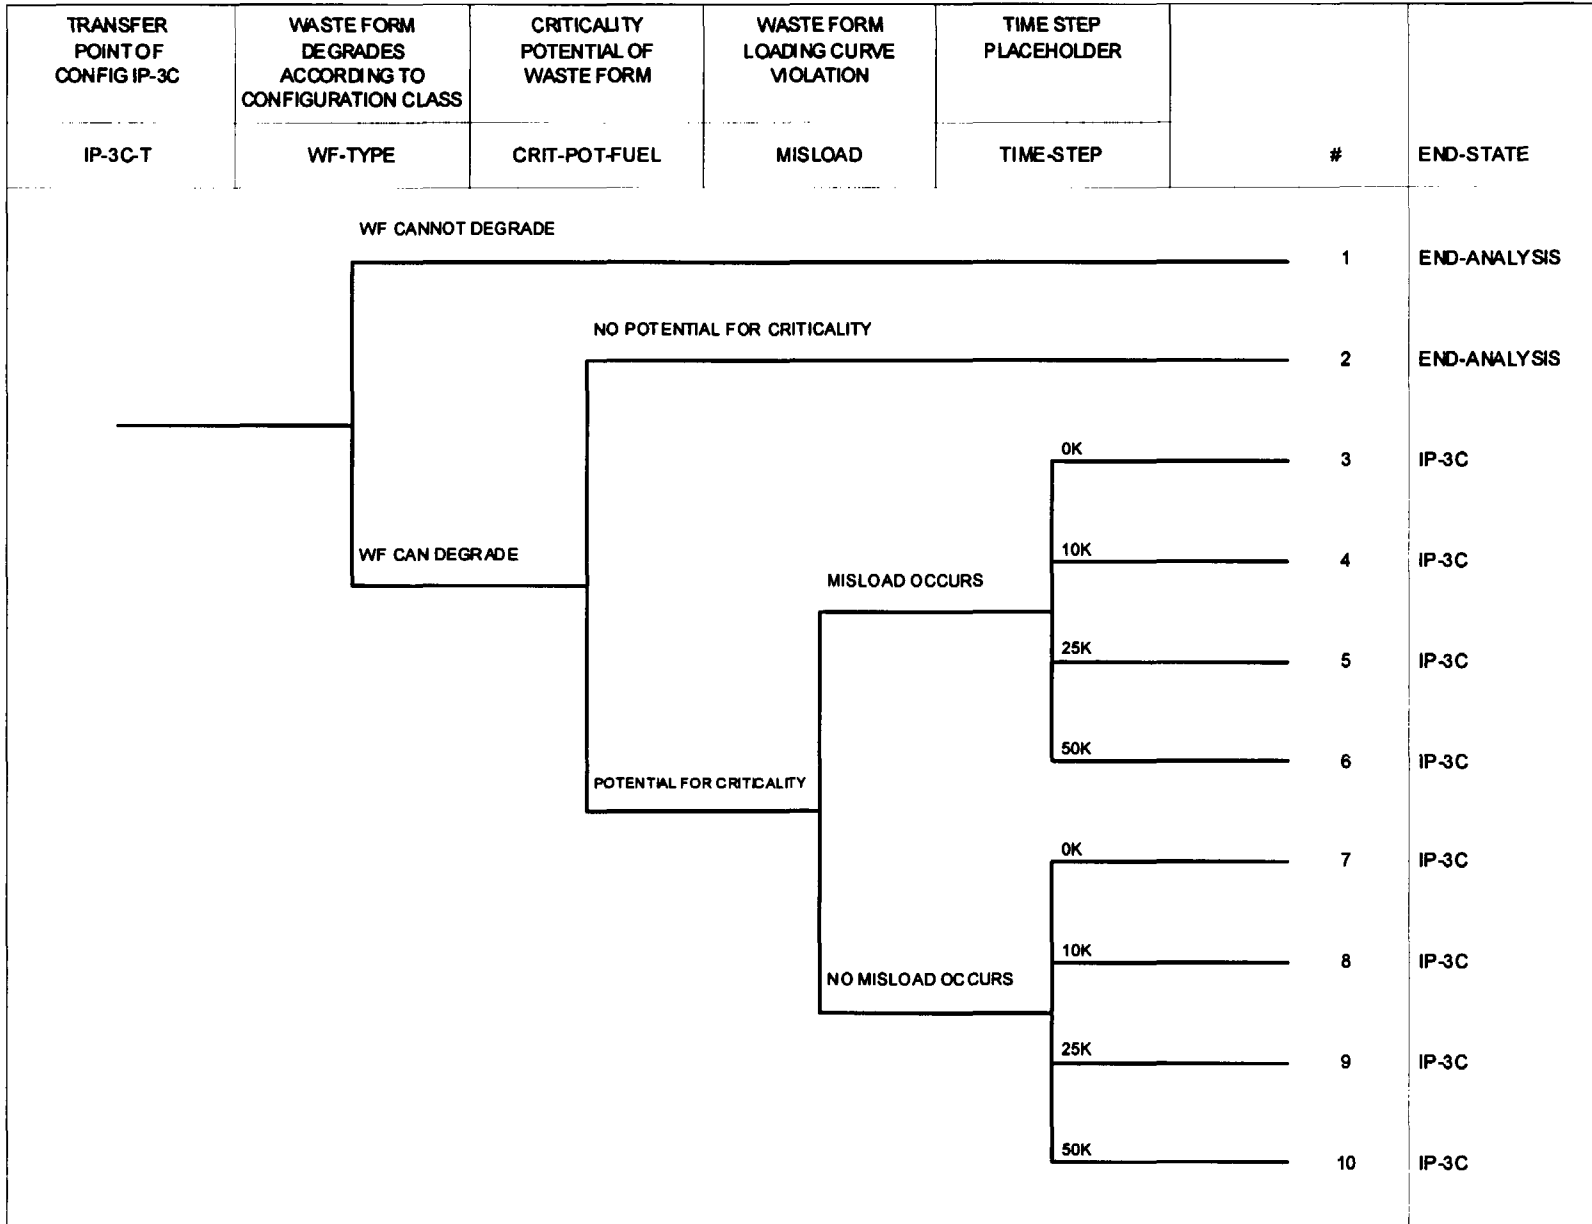 TRANSFER
POINT OF
CONFIG IP-3C
WASTE FORM
DEGRADES
ACCORDING TO
CONFIGURATION CLASS
CRITICALITY
POTENTIAL OF
WASTE FORM
WASTE FORM
LOADING CURVE
VIOLATION
TIME STEP
PLACEHOLDER
IP-3C-T
WF-TYPE
CRIT-POT-FUEL
MISLOAD
TIME-STEP
#
END-STATE
WF CANNOT DEGRADE
1
END-ANALYSIS
NO POTENTIAL FOR CRITICALITY
2
END-ANALYSIS
0K
3
IP-3C
WF CAN DEGRADE
10K
4
IP-3C
MISLOAD OCCURS
25K
5
IP-3C
50K
6
IP-3C
POTENTIAL FOR CRITICALITY
0K
7
IP-3C
10K
8
IP-3C
NO MISLOAD OCCURS
25K
9
IP-3C
50K
10
IP-3C